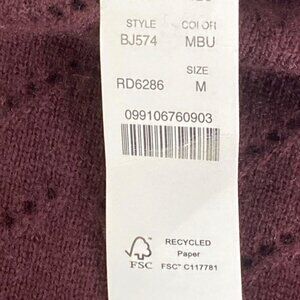 STYLE COLOR
BJ574 MBU
SIZE
RD6286 M
099106760903
RECYCLED
Paper
FSC
FSC® C117781